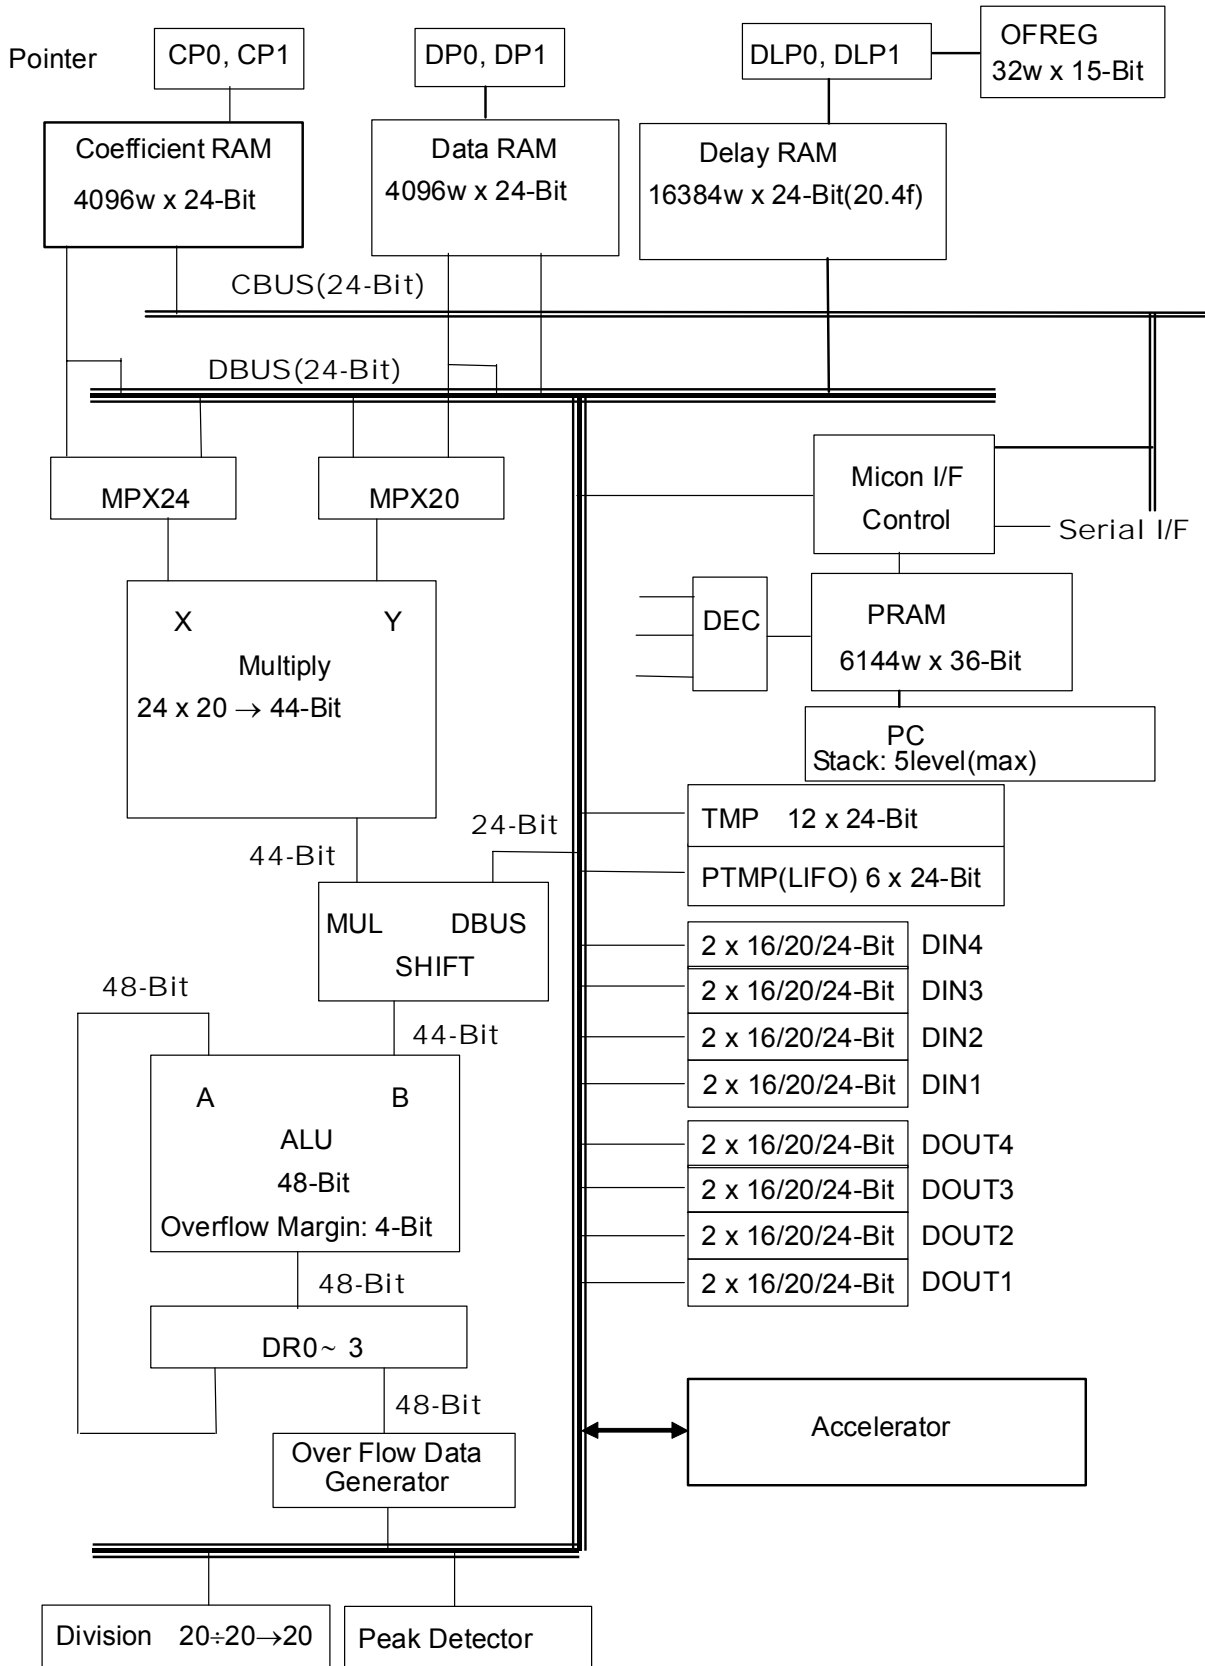 Pointer
CP0, CP1
DP0, DP1
DLP0, DLP1
OFREG
32w x 15-Bit
Coefficient RAM
4096w x 24-Bit
Data RAM
4096w x 24-Bit
Delay RAM
16384w x 24-Bit(20.4f)
CBUS(24-Bit)
DBUS(24-Bit)
MPX24
MPX20
Micon I/F
Control
Serial I/F
X
Y
Multiply
24 x 20 → 44-Bit
DEC
PRAM
6144w x 36-Bit
PC
Stack: 5level(max)
TMP 12 x 24-Bit
PTMP(LIFO) 6 x 24-Bit
44-Bit
24-Bit
MUL
DBUS
SHIFT
2 x 16/20/24-Bit DIN4
2 x 16/20/24-Bit DIN3
2 x 16/20/24-Bit DIN2
2 x 16/20/24-Bit DIN1
48-Bit
44-Bit
A
B
ALU
48-Bit
Overflow Margin: 4-Bit
2 x 16/20/24-Bit DOUT4
2 x 16/20/24-Bit DOUT3
2 x 16/20/24-Bit DOUT2
2 x 16/20/24-Bit DOUT1
48-Bit
DR0~ 3
48-Bit
Over Flow Data
Generator
Accelerator
Division 20÷20→20
Peak Detector